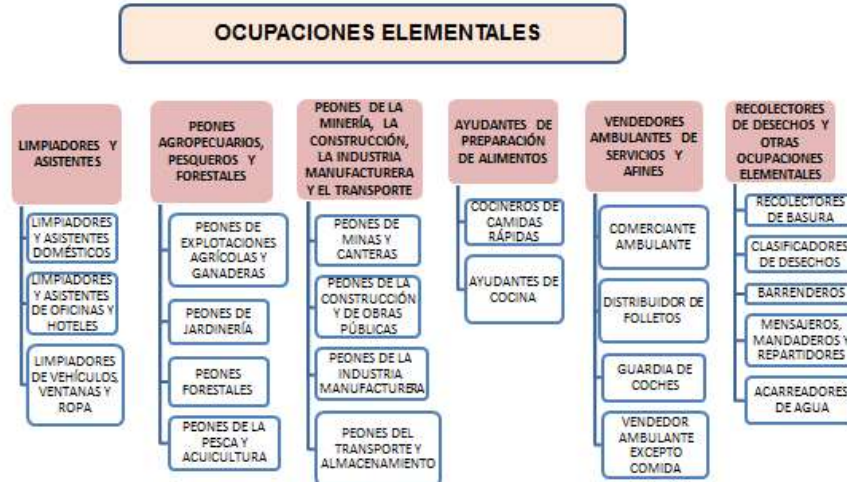 OCUPACIONES ELEMENTALES
LIMPIADORES Y
ASISTENTES
LIMPIADORES
Y ASISTENTES
DOMÉSTICOS
LIMPIADORES
Y ASISTENTES
DE OFICINAS Y
HOTELES
LIMPIADORES
DE VEHÍCULOS,
VENTANAS Y
ROPA
PEONES
AGROPECUARIOS,
PESQUEROS Y
FORESTALES
PEONES DE
EXPLOTACIONES
AGRÍCOLAS Y
GANADERAS
PEONES DE
JARDINERÍA
PEONES
FORESTALES
PEONES DE LA
PESCA Y
ACUICULTURA
PEONES DE LA
MINERÍA, LA
CONSTRUCCIÓN,
LA INDUSTRIA
MANUFACTURERA
Y EL TRANSPORTE
PEONES DE
MINAS Y
CANTERAS
PEONES DE LA
CONSTRUCCIÓN
Y DE OBRAS
PÚBLICAS
PEONES DE LA
INDUSTRIA
MANUFACTURERA
PEONES DEL
TRANSPORTE Y
ALMACENAMIENTO
AYUDANTES DE
PREPARACIÓN
DE ALIMENTOS
COCINEROS DE
CAMIDAS
RÁPIDAS
AYUDANTES DE
COCINA
VENDEDORES
AMBULANTES DE
SERVICIOS Y
AFINES
COMERCIANTE
AMBULANTE
DISTRIBUIDOR DE
FOLLETOS
GUARDIA DE
COCHES
VENDEDOR
AMBULANTE
EXCEPTO
COMIDA
RECOLECTORES
DE DESECHOS Y
OTRAS
OCUPACIONES
ELEMENTALES
RECOLECTORES
DE BASURA
CLASIFICADORES
DE DESECHOS
BARRENDEROS
MENSAJEROS,
MANDADEROS Y
REPARTIDORES
ACARREADORES
DE AGUA